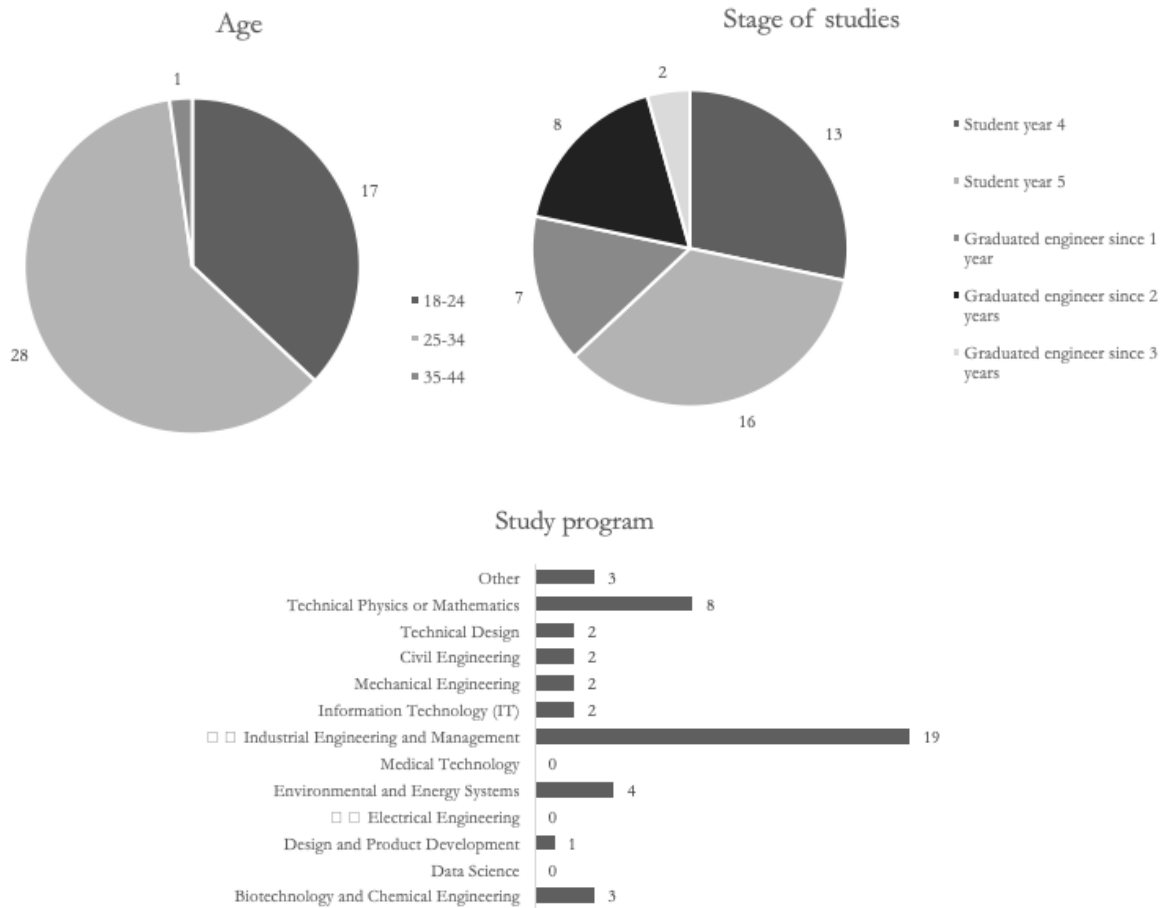 Age
1
17
28
18-24
25-34
35-44
Stage of studies
2
8
13
7
16
Student year 4
Student year 5
Graduated engineer since 1
year
Graduated engineer since 2
years
Graduated engineer since 3
years
Study program
Other 3
Technical Physics or Mathematics 8
Technical Design 2
Civil Engineering 2
Mechanical Engineering 2
Information Technology (IT) 2
□ □ Industrial Engineering and Management 19
Medical Technology 0
Environmental and Energy Systems 4
□ □ Electrical Engineering 0
Design and Product Development 1
Data Science 0
Biotechnology and Chemical Engineering 3